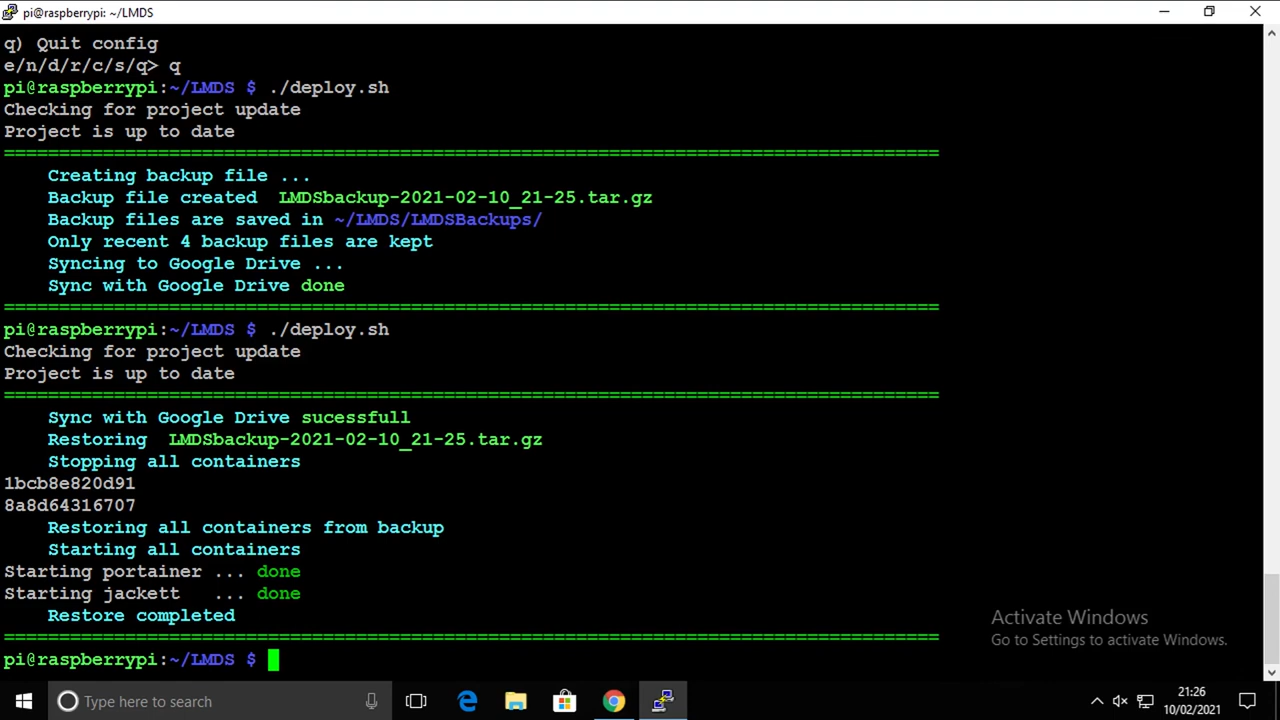 pi@raspberrypi: ~/LMDS
q) Quit config
e/n/d/r/c/s/q> q
pi@raspberrypi:~/LMDS $ ./deploy.sh
Checking for project update
Project is up to date
=====================================================================================
Creating backup file ...
Backup file created  LMDSbackup-2021-02-10_21-25.tar.gz
Backup files are saved in ~/LMDS/LMDSBackups/
Only recent 4 backup files are kept
Syncing to Google Drive ...
Sync with Google Drive done
=====================================================================================
pi@raspberrypi:~/LMDS $ ./deploy.sh
Checking for project update
Project is up to date
=====================================================================================
Sync with Google Drive sucessfull
Restoring  LMDSbackup-2021-02-10_21-25.tar.gz
Stopping all containers
1bcb8e820d91
8a8d64316707
Restoring all containers from backup
Starting all containers
Starting portainer ... done
Starting jackett   ... done
Restore completed
=====================================================================================
pi@raspberrypi:~/LMDS $
Activate Windows
Go to Settings to activate Windows.
Type here to search
21:26
10/02/2021